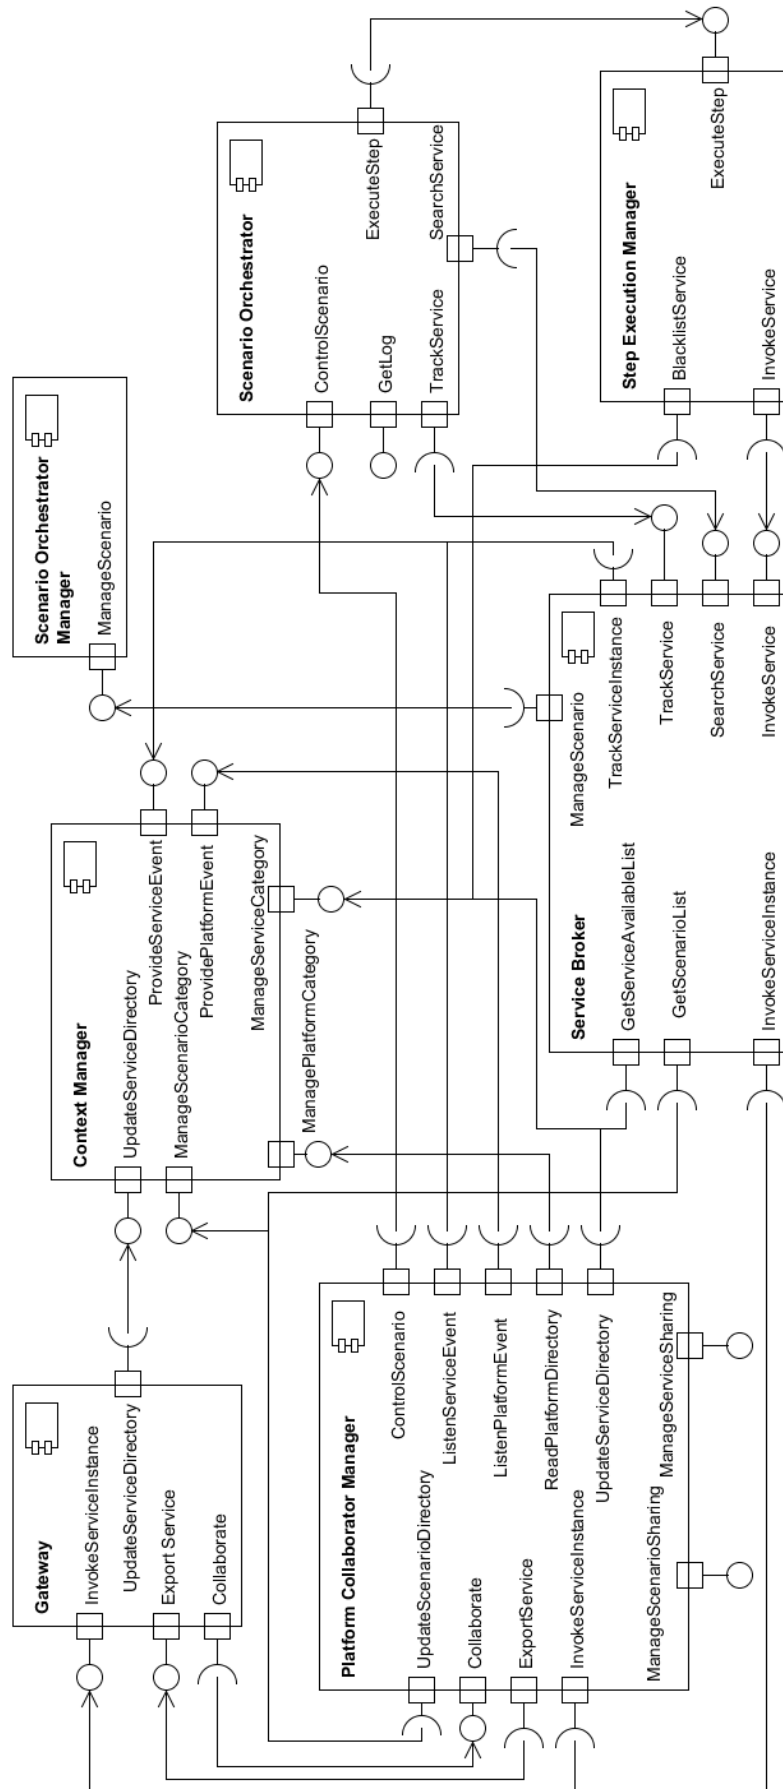 Gateway
InvokeServiceInstance
UpdateServiceDirectory
Export Service
Collaborate
Context Manager
UpdateServiceDirectory
ManageScenarioCategory
ProvideServiceEvent
ProvidePlatformEvent
ManageServiceCategory
ManagePlatformCategory
Scenario Orchestrator
Manager
ManageScenario
Scenario Orchestrator
ControlScenario
GetLog
TrackService
ExecuteStep
SearchService
Platform Collaborator Manager
UpdateScenarioDirectory
Collaborate
ExportService
InvokeServiceInstance
ControlScenario
ListenServiceEvent
ListenPlatformEvent
ReadPlatformDirectory
UpdateServiceDirectory
ManageScenarioSharing
ManageServiceSharing
Service Broker
GetServiceAvailableList
GetScenarioList
InvokeServiceInstance
ManageScenario
TrackServiceInstance
TrackService
SearchService
InvokeService
Step Execution Manager
BlacklistService
InvokeService
ExecuteStep